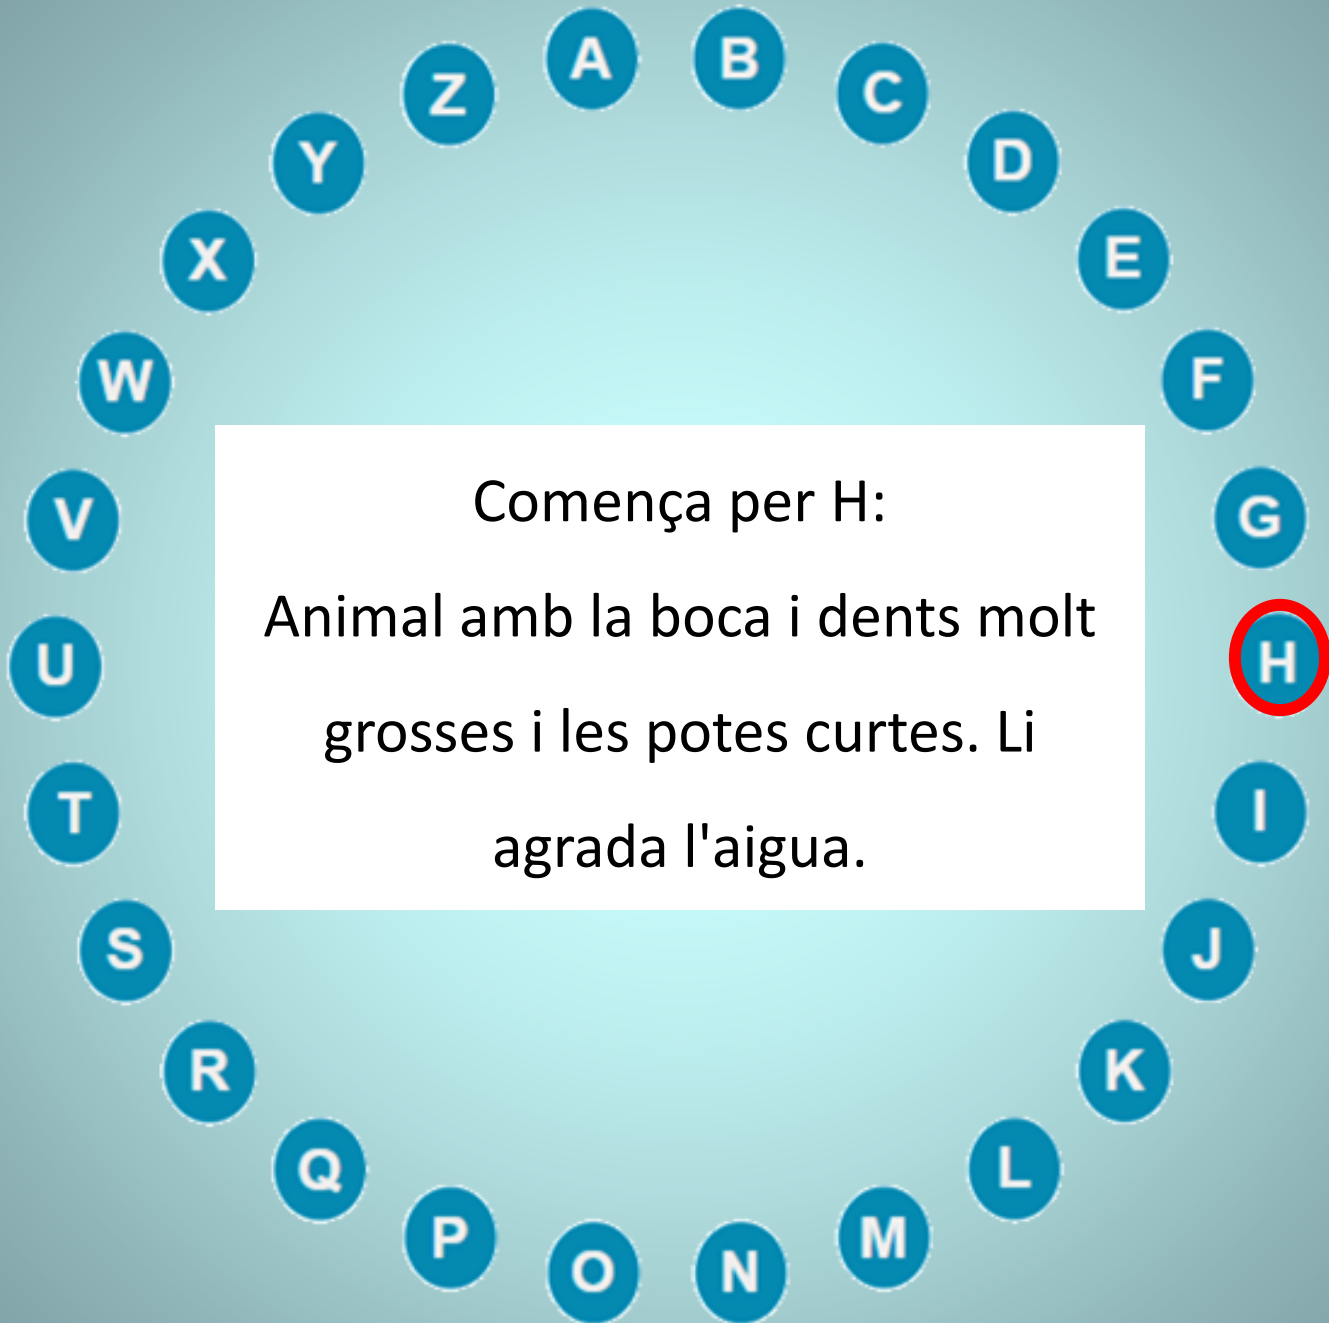 A
B
C
D
E
F
G
H
I
J
K
L
M
N
O
P
Q
R
S
T
U
V
W
X
Y
Z
Comença per H:
Animal amb la boca i dents molt
grosses i les potes curtes. Li
agrada l'aigua.